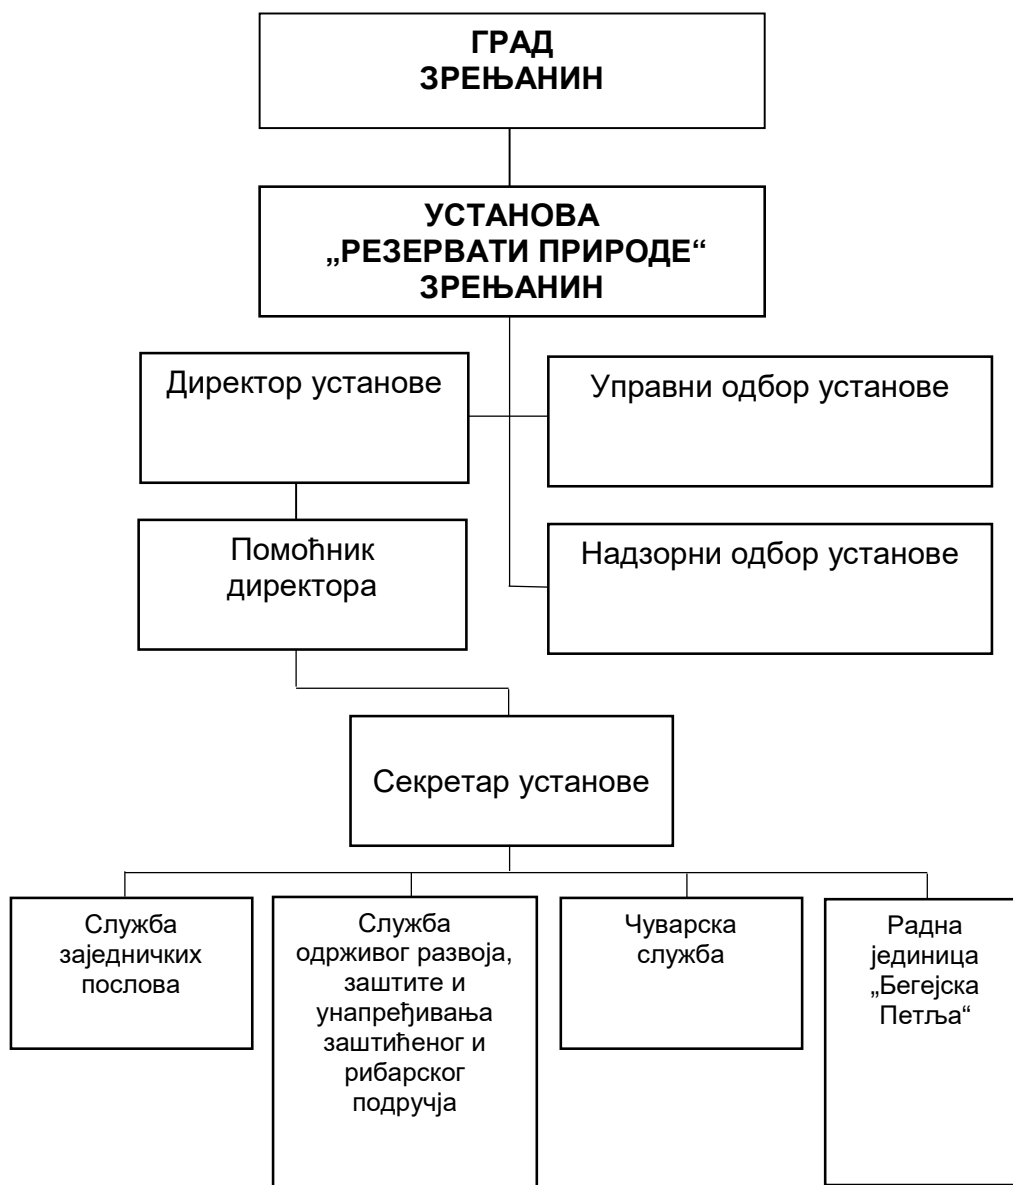 ГРАД
ЗРЕЊАНИН
УСТАНОВА
„РЕЗЕРВАТИ ПРИРОДЕ“
ЗРЕЊАНИН
Директор установе
Управни одбор установе
Помоћник
директора
Надзорни одбор установе
Секретар установе
Служба
заједничких
послова
Служба
одрживог развоја,
заштите и
унапређивања
заштићеног и
рибарског
подручја
Чуварска
служба
Радна
јединица
„Бегејска
Петља“